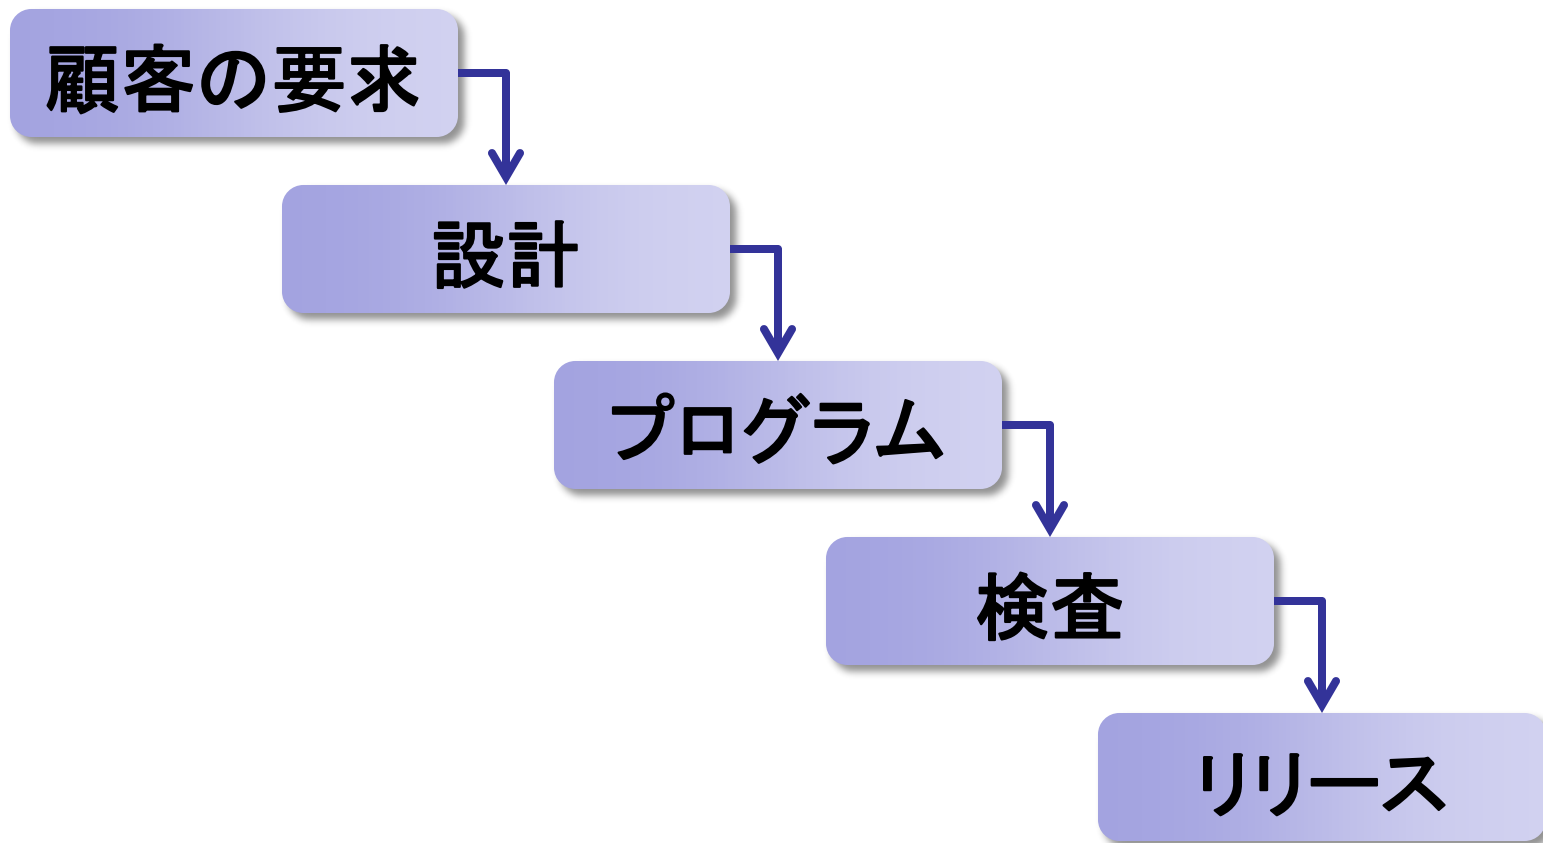 顧客の要求
設計
プログラム
検査
リリース